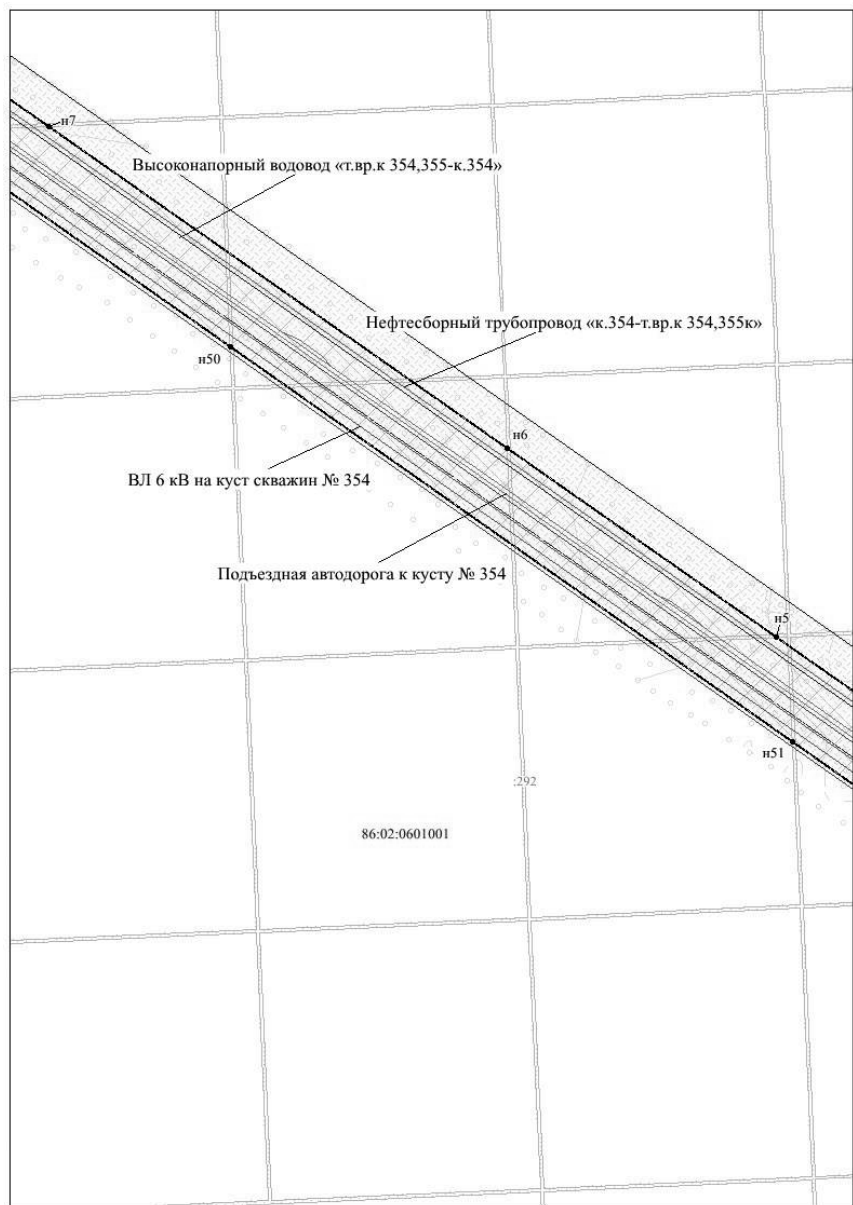 н7
Высоконапорный водовод «т.вр.к 354,355-к.354»
Нефтесборный трубопровод «к.354-т.вр.к 354,355к»
н50
н6
ВЛ 6 кВ на куст скважин № 354
Подъездная автодорога к кусту № 354
н5
н51
:292
86:02:0601001